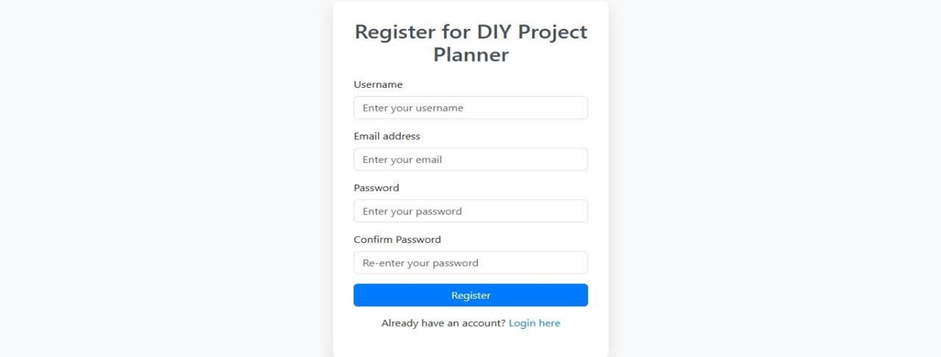 Register for DIY Project
Planner
Username
Enter your username
Email address
Enter your email
Password
Enter your password
Confirm Password
Re-enter your password
Register
Already have an account? Login here